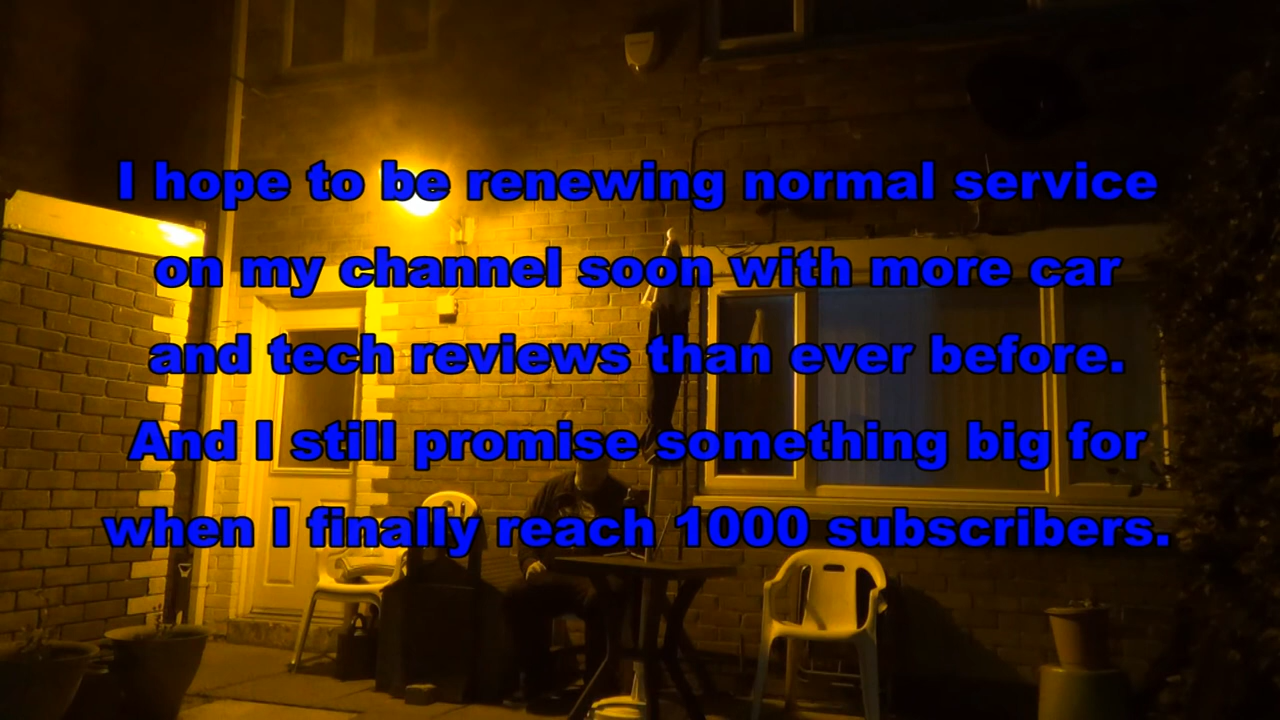 I hope to be renewing normal service
on my channel soon with more car
and tech reviews than ever before.
And I still promise something big for
when I finally reach 1000 subscribers.